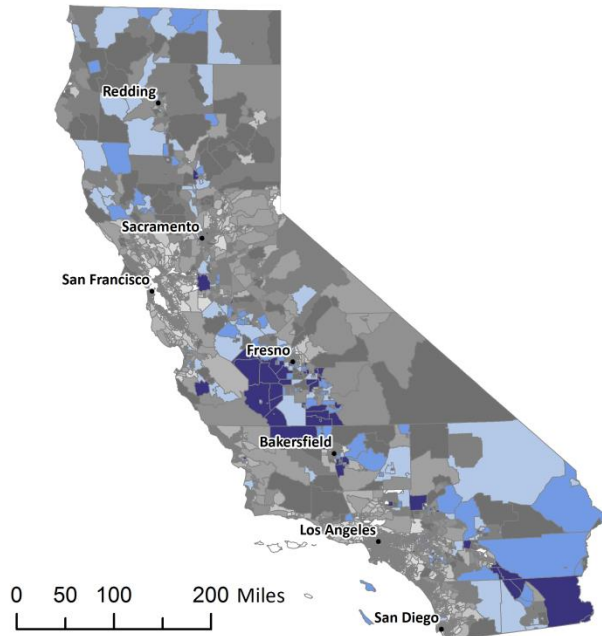 Redding
Sacramento
San Francisco
Fresno
Bakersfield
Los Angeles
San Diego
0 50 100 200 Miles